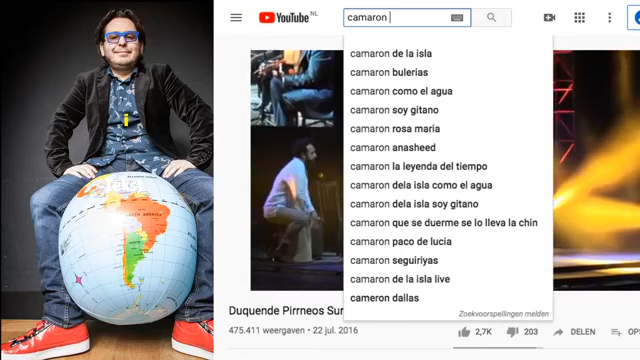 YouTube NL
camaron
camaron de la isla
camaron bulerias
camaron como el agua
camaron soy gitano
camaron rosa maria
camaron anasheed
camaron la leyenda del tiempo
camaron dela isla como el agua
camaron dela isla soy gitano
camaron que se duerme se lo lleva la chin
camaron paco de lucia
camaron seguiriyas
camaron de la isla live
cameron dallas
Zoekvoorspellingen melden
Duquende Pirrneos Sur
475.411 weergaven • 22 jul. 2016
2,7K 203 DELEN OPS
SOUTH AMERICA